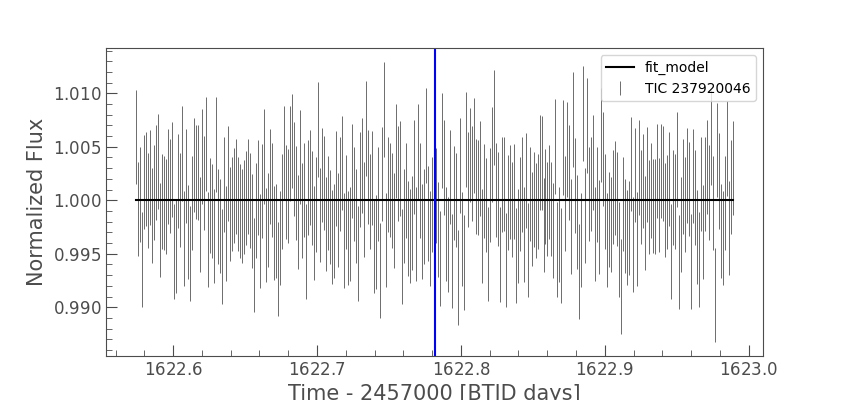 fit_model
TIC 237920046
1.010
1.005
1.000
0.995
0.990
Normalized Flux
1622.6 1622.7 1622.8 1622.9 1623.0
Time - 2457000 [BTJD days]